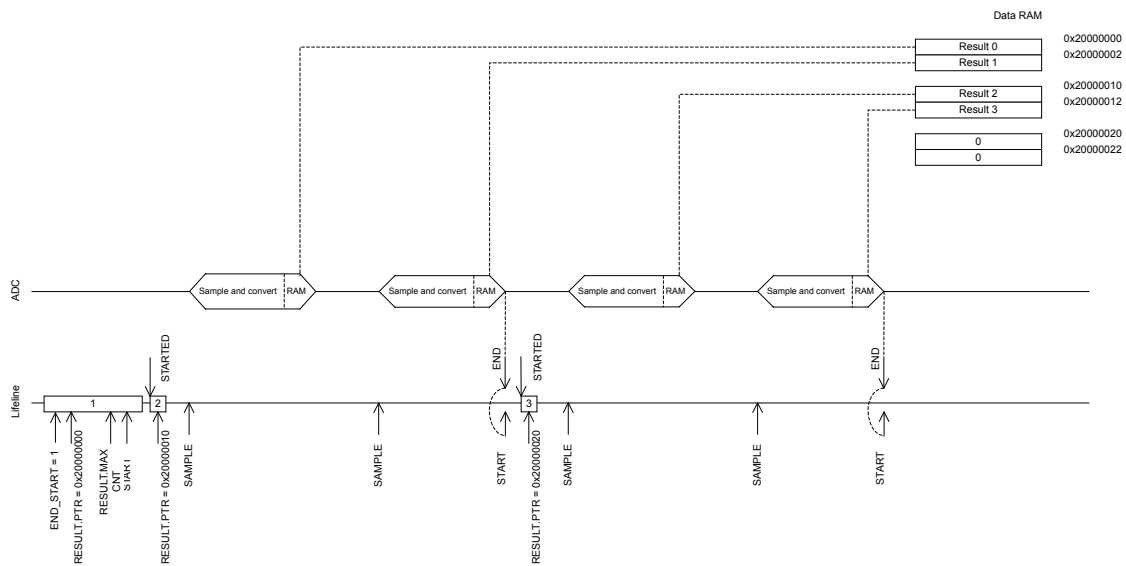 Data RAM
Result 0
0x20000000
Result 1
0x20000002
Result 2
0x20000010
Result 3
0x20000012
0
0x20000020
0
0x20000022
ADC
Sample and convert
RAM
Sample and convert
RAM
Sample and convert
RAM
Sample and convert
RAM
STARTED
END
STARTED
END
Lifeline
1
2
3
END_START = 1
RESULT.PTR = 0x20000000
RESULT.MAX
CNT
START
RESULT.PTR = 0x20000010
SAMPLE
SAMPLE
START
RESULT.PTR = 0x20000020
SAMPLE
SAMPLE
START